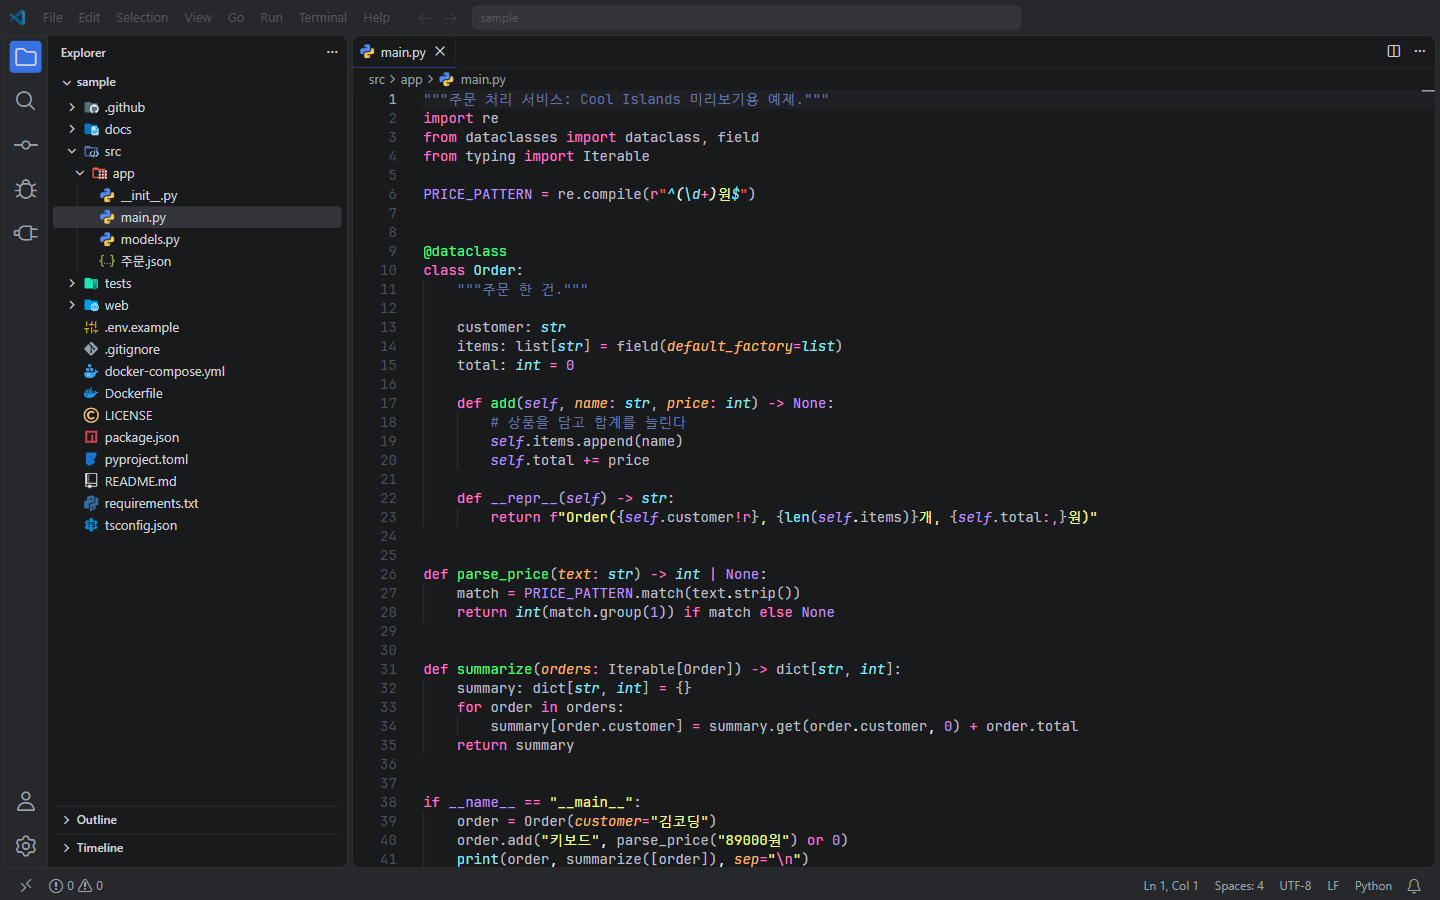 File Edit Selection View Go Run Terminal Help
sample
Explorer
sample
.github
docs
src
app
__init__.py
main.py
models.py
주문.json
tests
web
.env.example
.gitignore
docker-compose.yml
Dockerfile
LICENSE
package.json
pyproject.toml
README.md
requirements.txt
tsconfig.json
Outline
Timeline
main.py
src > app > main.py
1 """주문 처리 서비스: Cool Islands 미리보기용 예제."""
2 import re
3 from dataclasses import dataclass, field
4 from typing import Iterable
5
6 PRICE_PATTERN = re.compile(r"^(\d+)원$")
7
8
9 @dataclass
10 class Order:
11     """주문 한 건."""
12
13     customer: str
14     items: list[str] = field(default_factory=list)
15     total: int = 0
16
17     def add(self, name: str, price: int) -> None:
18         # 상품을 담고 합계를 늘린다
19         self.items.append(name)
20         self.total += price
21
22     def __repr__(self) -> str:
23         return f"Order({self.customer!r}, {len(self.items)}개, {self.total:,}원)"
24
25
26 def parse_price(text: str) -> int | None:
27     match = PRICE_PATTERN.match(text.strip())
28     return int(match.group(1)) if match else None
29
30
31 def summarize(orders: Iterable[Order]) -> dict[str, int]:
32     summary: dict[str, int] = {}
33     for order in orders:
34         summary[order.customer] = summary.get(order.customer, 0) + order.total
35     return summary
36
37
38 if __name__ == "__main__":
39     order = Order(customer="김코딩")
40     order.add("키보드", parse_price("89000원") or 0)
41     print(order, summarize([order]), sep="\n")
0 0
Ln 1, Col 1 Spaces: 4 UTF-8 LF Python